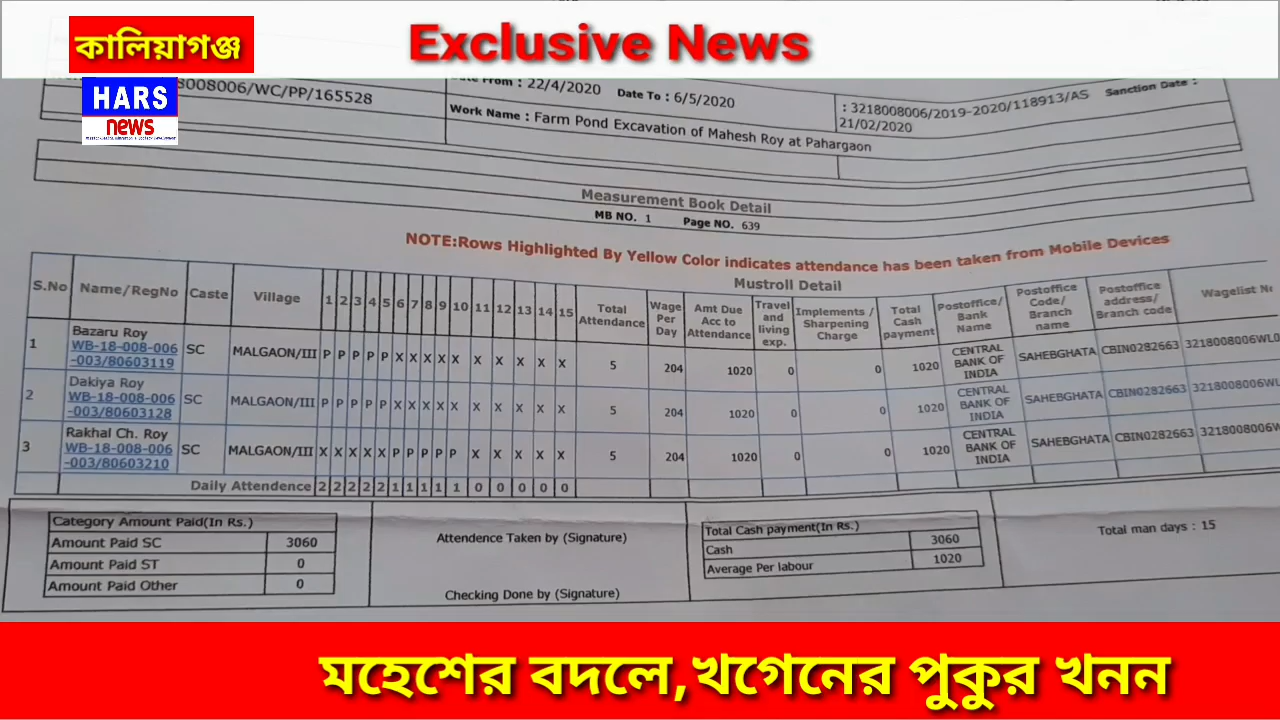 কালিয়াগঞ্জ
Exclusive News
HARS
news
8008006/WC/PP/165528
From : 22/4/2020 Date To : 6/5/2020
: 3218008006/2019-2020/118913/AS Sanction Date :
21/02/2020
Work Name : Farm Pond Excavation of Mahesh Roy at Pahargaon
Measurement Book Detail
MB NO. 1 Page NO. 639
NOTE:Rows Highlighted By Yellow Color indicates attendance has been taken from Mobile Devices
Mustroll Detail
S.No Name/RegNo Caste Village 1 2 3 4 5 6 7 8 9 10 11 12 13 14 15 Total Attendance Wage Per Day Amt Due Acc to Attendance Travel and living exp. Implements / Sharpening Charge Total Cash payment Postoffice/ Bank Name Postoffice Code/ Branch name Postoffice address/ Branch code Wagelist
1 Bazaru Roy WB-18-008-006-003/80603119 SC MALGAON/III P P P P P X X X X X X X X X X 5 204 1020 0 0 1020 CENTRAL BANK OF INDIA SAHEBGHATA CBIN0282663 3218008006WL0
2 Dakiya Roy WB-18-008-006-003/80603128 SC MALGAON/III P P P P P X X X X X X X X X X 5 204 1020 0 0 1020 CENTRAL BANK OF INDIA SAHEBGHATA CBIN0282663 3218008006WL
3 Rakhal Ch. Roy WB-18-008-006-003/80603210 SC MALGAON/III X X X X X P P P P P X X X X X 5 204 1020 0 0 1020 CENTRAL BANK OF INDIA SAHEBGHATA CBIN0282663 3218008006W
Daily Attendence 2 2 2 2 2 1 1 1 1 1 0 0 0 0 0
Category Amount Paid(In Rs.)
Amount Paid SC 3060
Amount Paid ST 0
Amount Paid Other 0
Attendence Taken by (Signature)
Checking Done by (Signature)
Total Cash payment(In Rs.)
Cash 3060
Average Per labour 1020
Total man days : 15
মহেশের বদলে,খগেনের পুকুর খনন